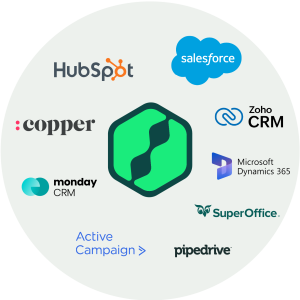 HubSpot
salesforce
:copper
Zoho
CRM
monday
CRM
Microsoft
Dynamics 365
SuperOffice.
Active
Campaign >
pipedrive